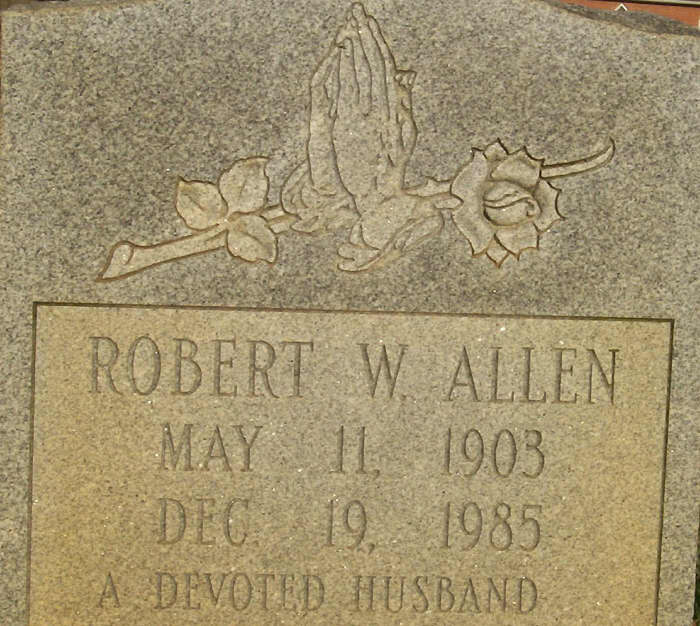 ROBERT W. ALLEN
MAY 11, 1903
DEC. 19, 1985
A DEVOTED HUSBAND